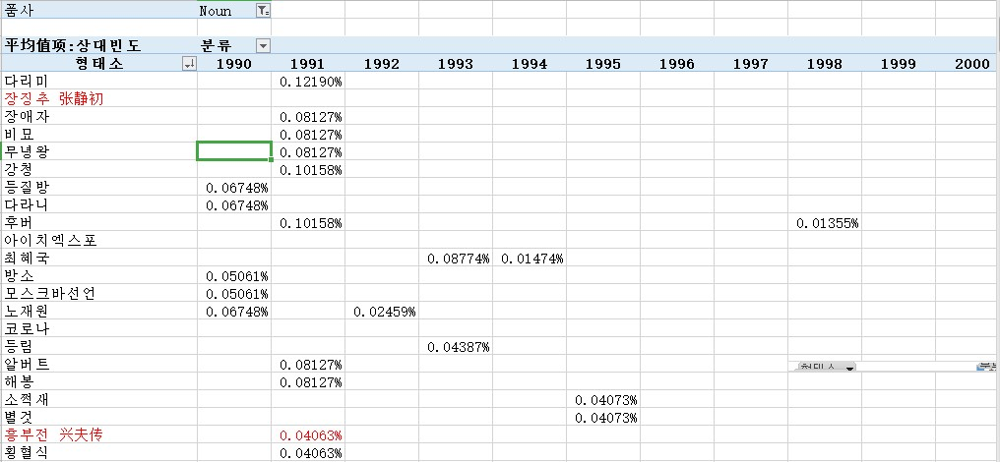 품사 Noun
平均值项:상대빈도 분류
형태소 1990 1991 1992 1993 1994 1995 1996 1997 1998 1999 2000
다리미 0.12190%
장징추 张静初
장애자 0.08127%
비묘 0.08127%
무녕왕 0.08127%
강청 0.10158%
등질방 0.06748%
다라니 0.06748%
후버 0.10158% 0.01355%
아이치엑스포
최혜국 0.08774% 0.01474%
방소 0.05061%
모스크바선언 0.05061%
노재원 0.06748% 0.02459%
코로나
등림 0.04387%
알버트 0.08127%
해봉 0.08127%
소쩍새 0.04073%
별것 0.04073%
흥부전 兴夫传 0.04063%
횡혈식 0.04063%